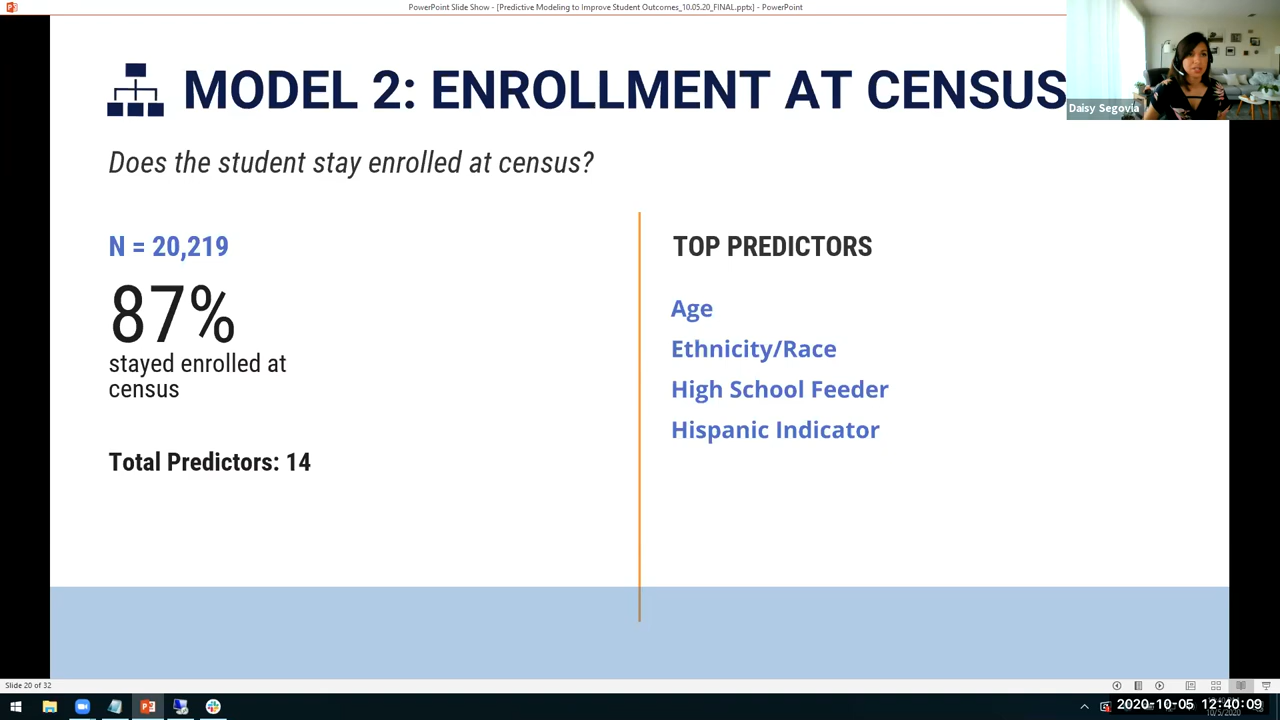 PowerPoint Slide Show - [Predictive Modeling to Improve Student Outcomes_10.05.20_FINAL.pptx] - PowerPoint
MODEL 2: ENROLLMENT AT CENSUS
Daisy Segovia
Does the student stay enrolled at census?
N = 20,219
87%
stayed enrolled at
census
Total Predictors: 14
TOP PREDICTORS
Age
Ethnicity/Race
High School Feeder
Hispanic Indicator
Slide 20 of 32
2020-10-05 12:40:09
10/5/2020